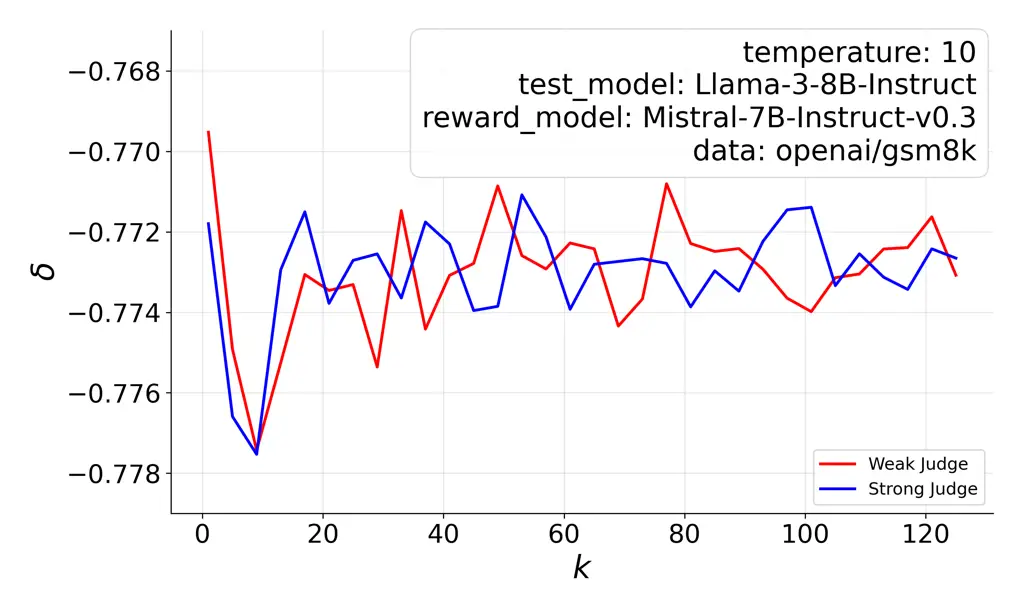 temperature: 10
test_model: Llama-3-8B-Instruct
reward_model: Mistral-7B-Instruct-v0.3
data: openai/gsm8k
−0.768
−0.770
−0.772
−0.774
−0.776
−0.778
δ
0 20 40 60 80 100 120
k
Weak Judge
Strong Judge